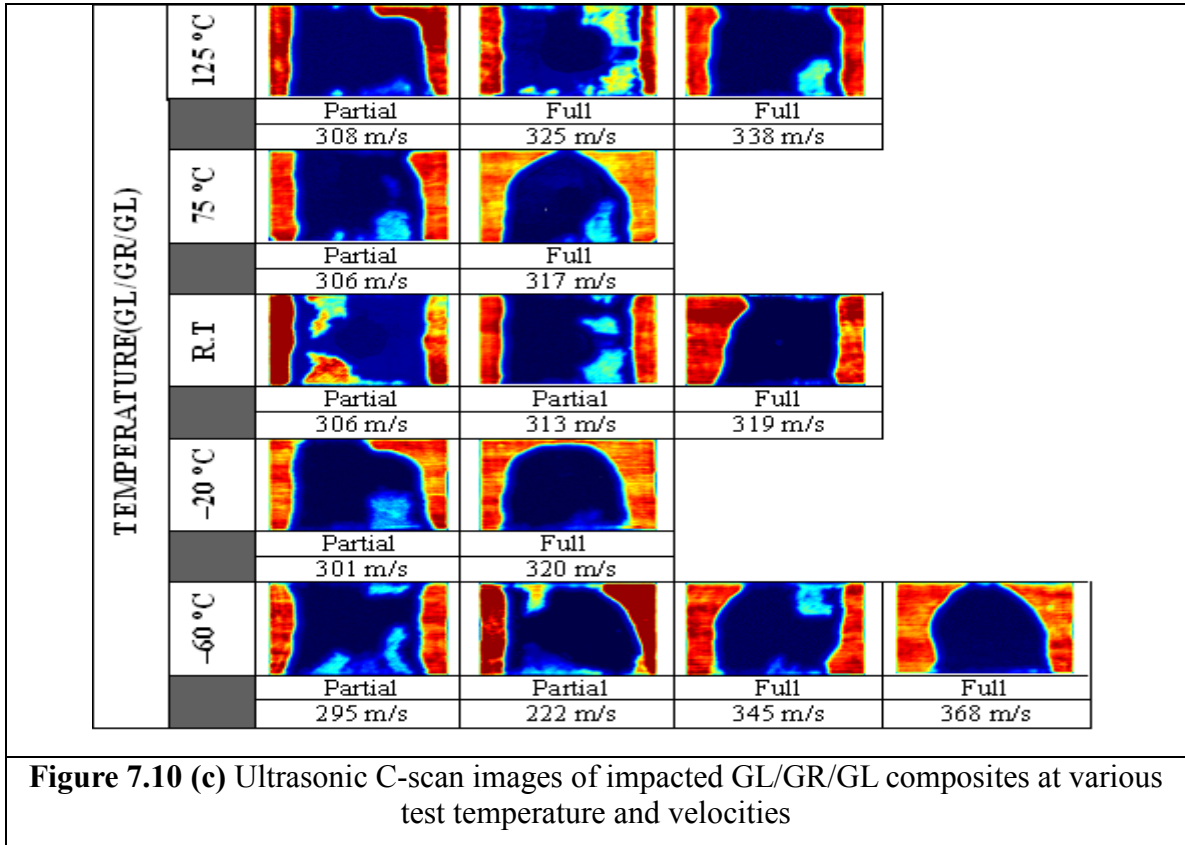 TEMPERATURE(GL/GR/GL)
125 °C
Partial Full Full
308 m/s 325 m/s 338 m/s
75 °C
Partial Full
306 m/s 317 m/s
R.T
Partial Partial Full
306 m/s 313 m/s 319 m/s
-20 °C
Partial Full
301 m/s 320 m/s
-60 °C
Partial Partial Full Full
295 m/s 222 m/s 345 m/s 368 m/s
Figure 7.10 (c) Ultrasonic C-scan images of impacted GL/GR/GL composites at various
test temperature and velocities